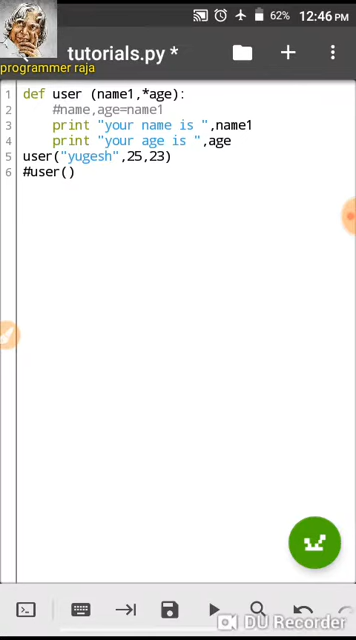 62% 12:46 PM
tutorials.py *
programmer raja
1 def user (name1,*age):
2 #name,age=name1
3 print "your name is ",name1
4 print "your age is ",age
5 user("yugesh",25,23)
6 #user()
DU Recorder